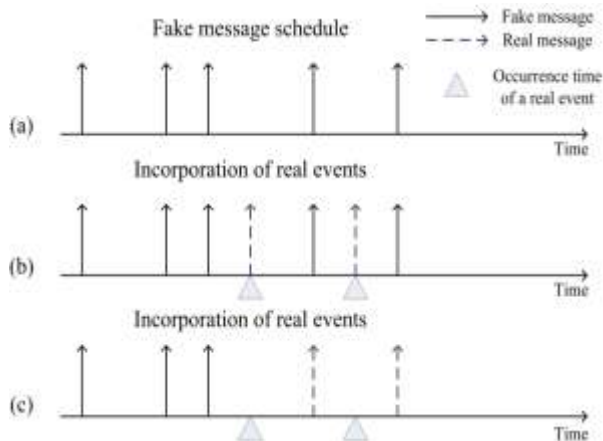 Fake message schedule
Fake message
Real message
Occurrence time
of a real event
(a)
Time
Incorporation of real events
(b)
Time
Incorporation of real events
(c)
Time